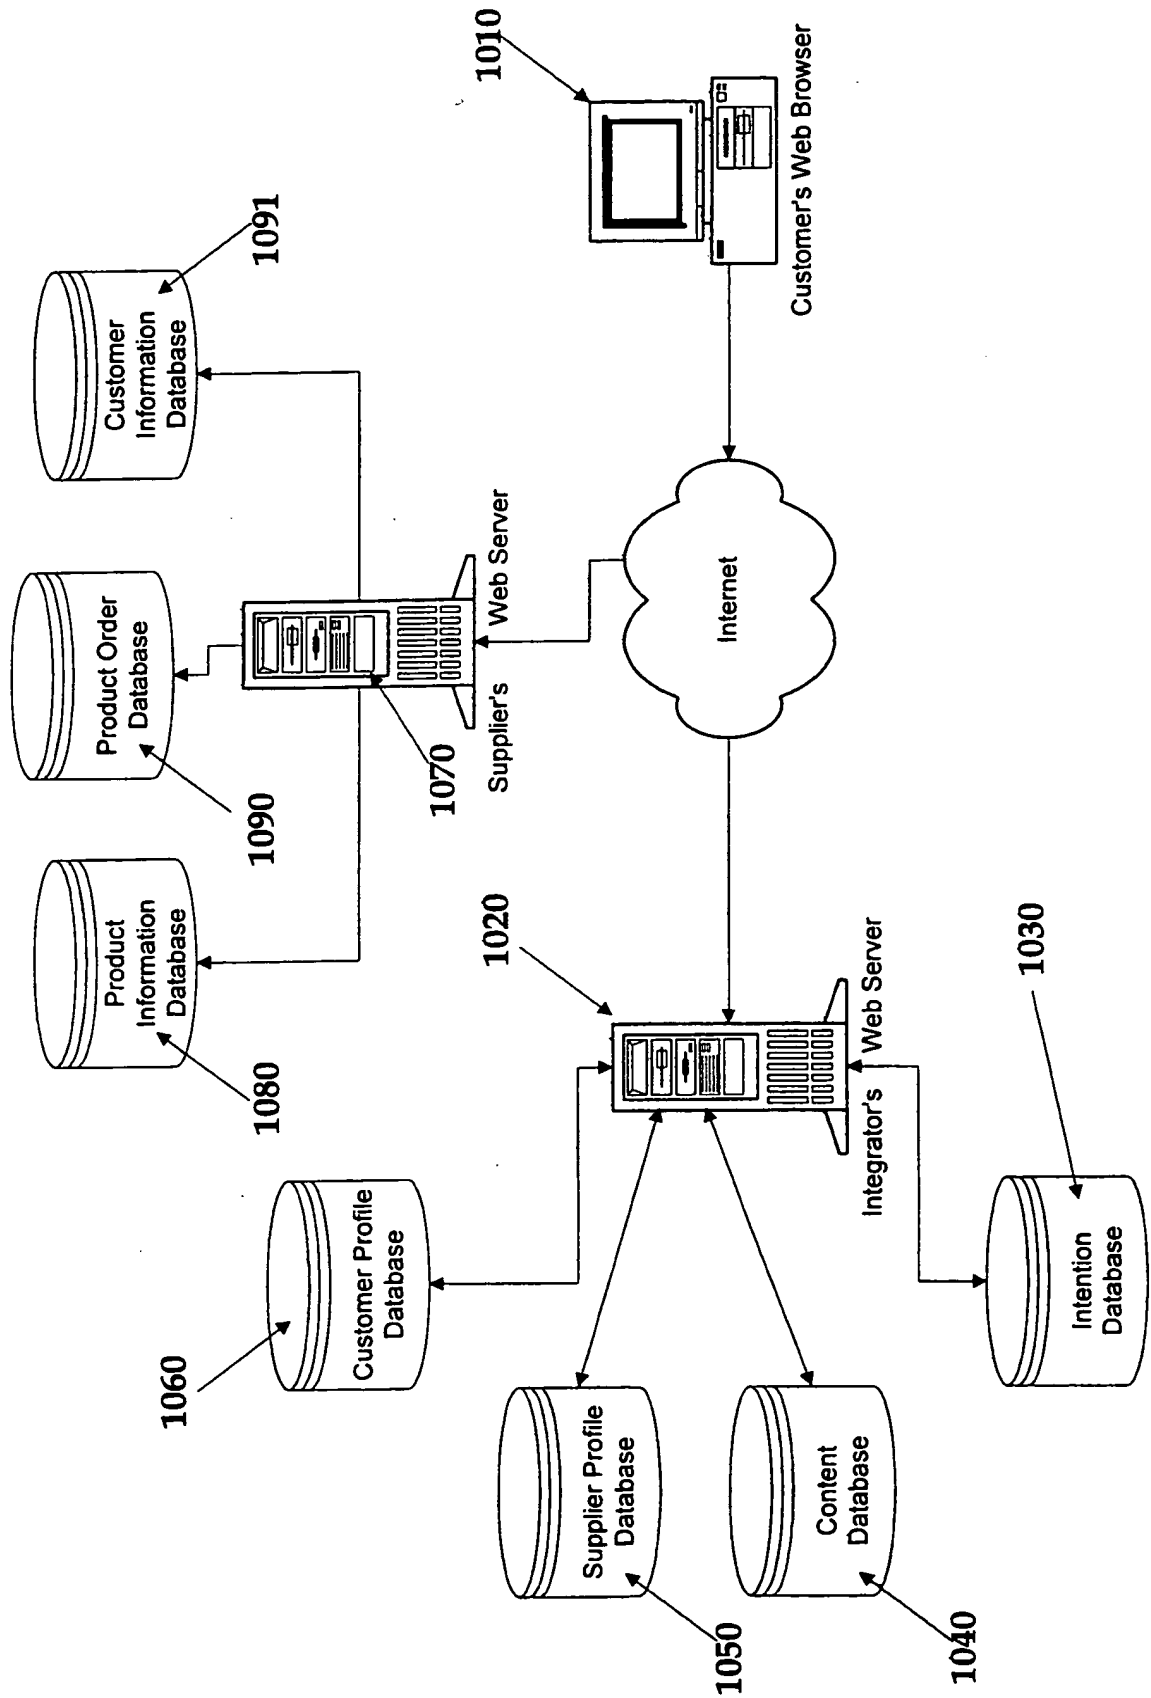 1060
Customer Profile
Database
1050
Supplier Profile
Database
1040
Content
Database
1030
Intention
Database
1020
Integrator's Web Server
1080
Product
Information
Database
1090
Product Order
Database
1091
Customer
Information
Database
1070
Supplier's Web Server
Internet
1010
Customer's Web Browser